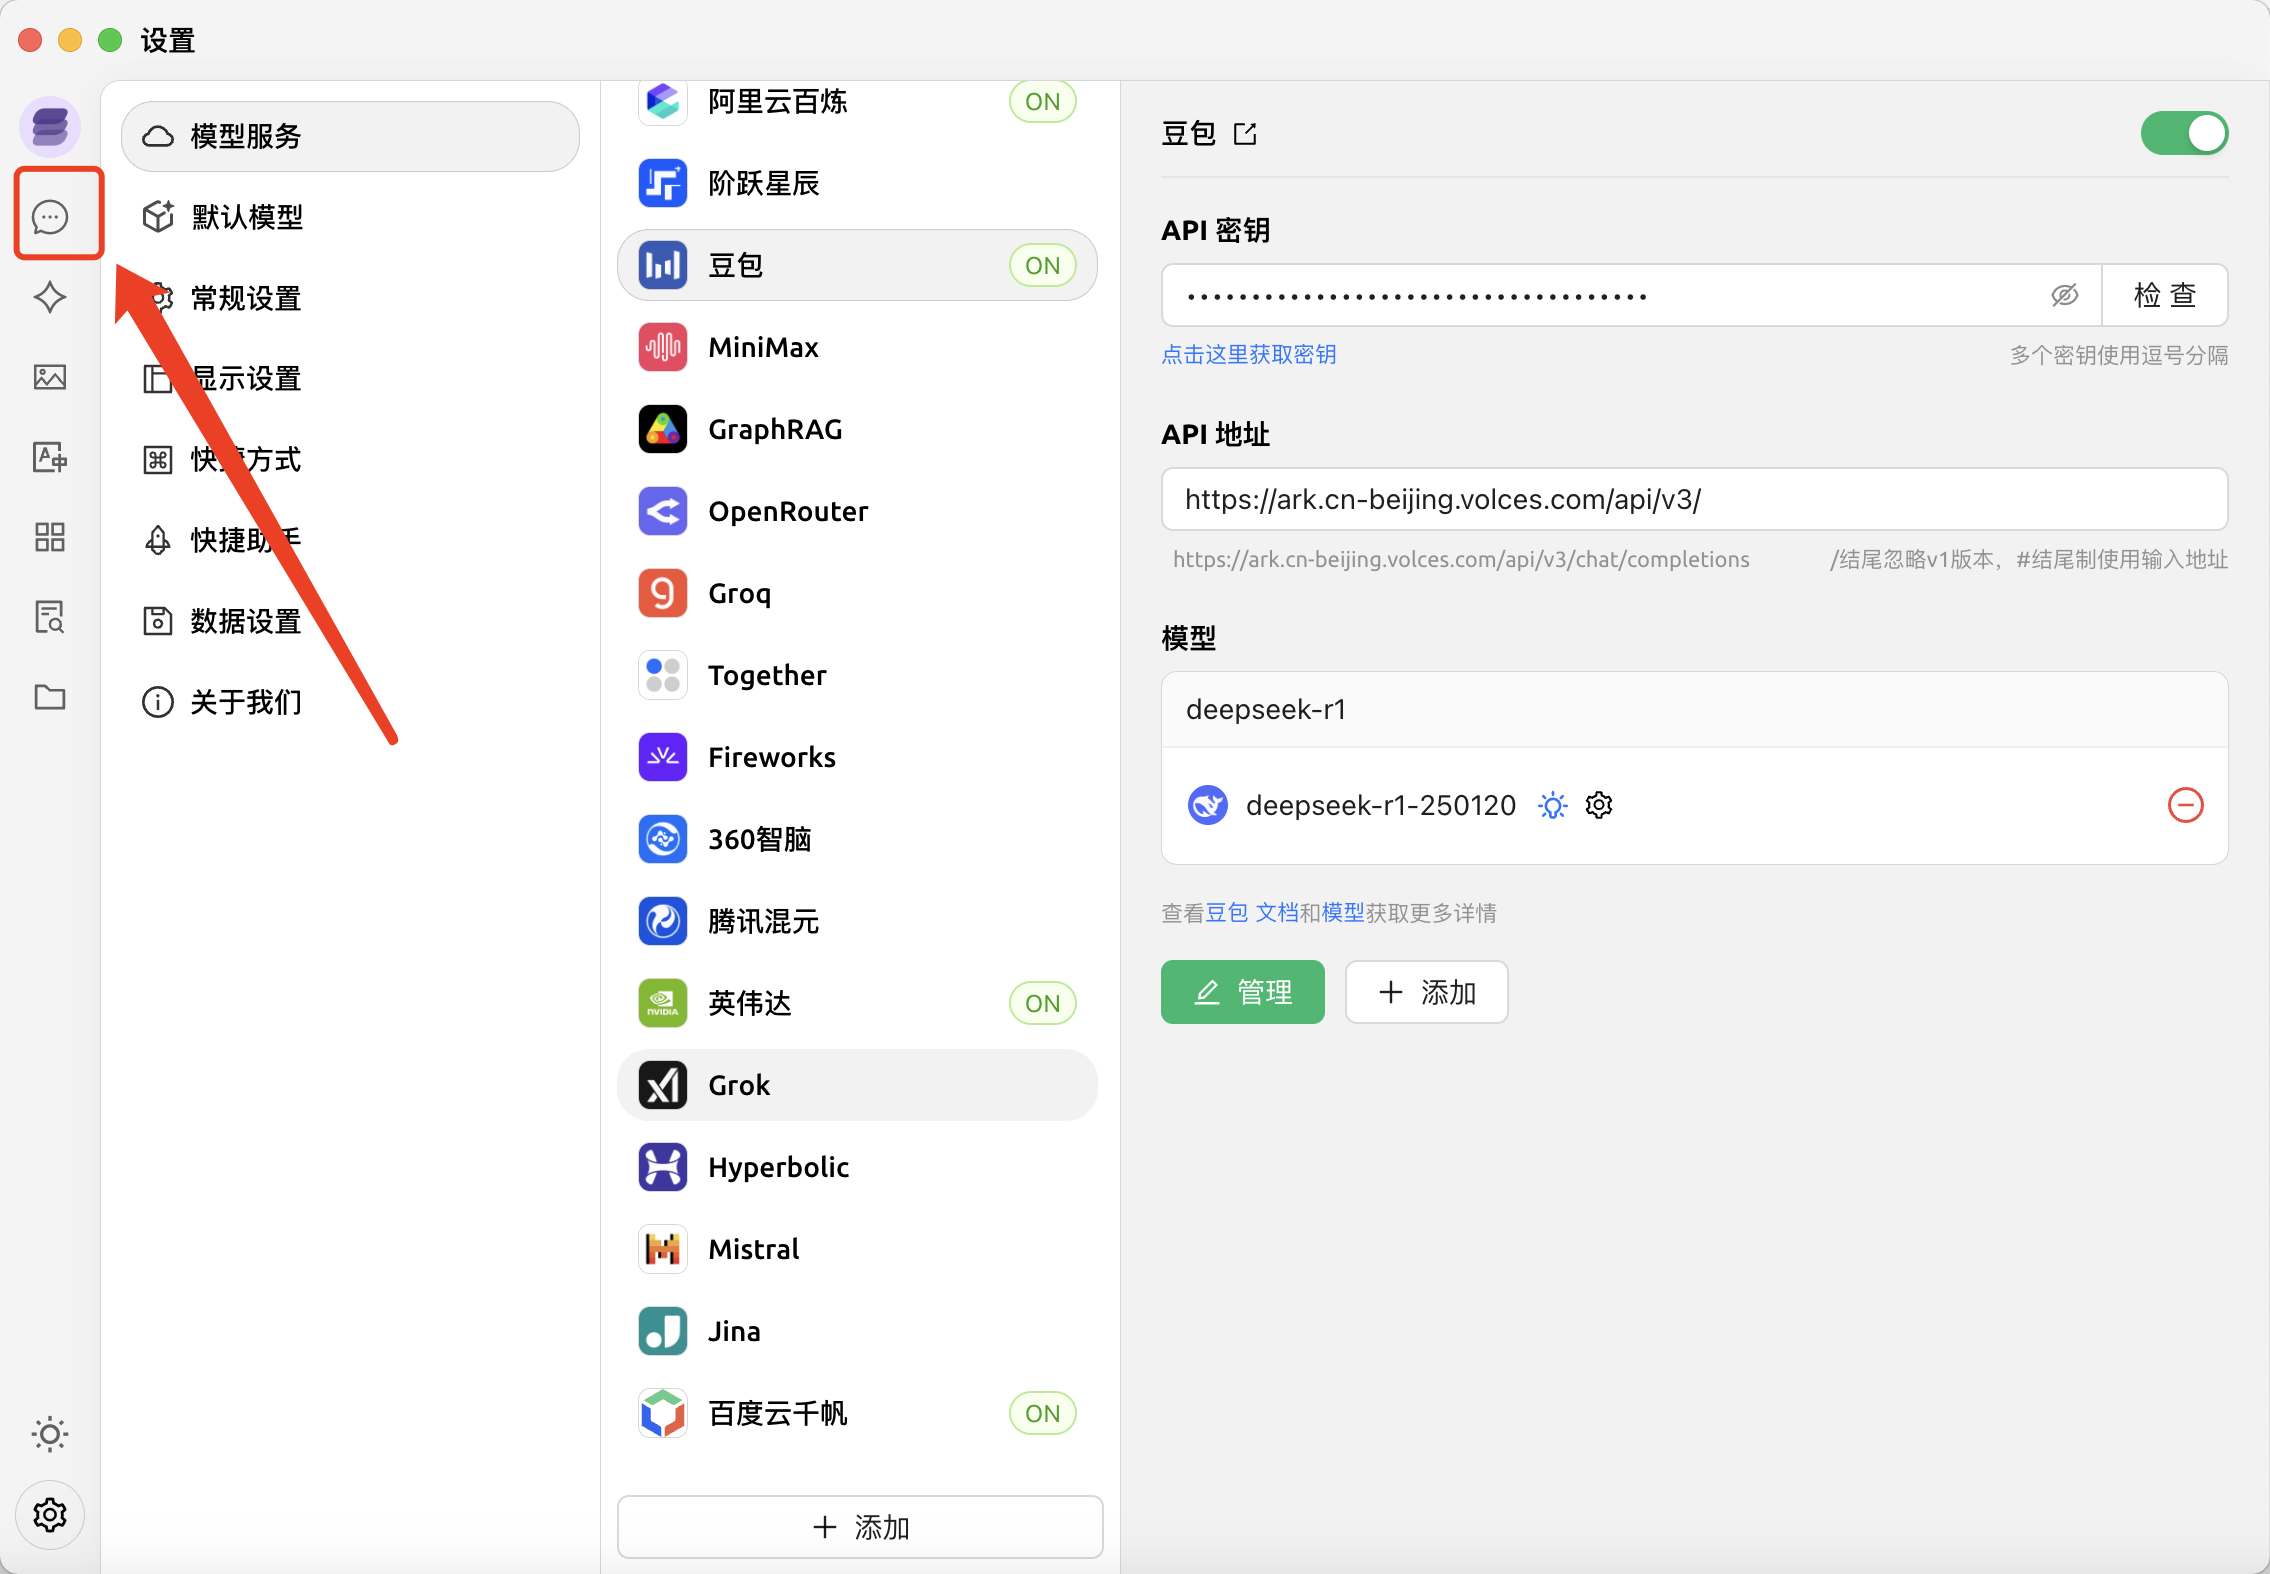 设置
模型服务
默认模型
常规设置
显示设置
快捷方式
快捷助手
数据设置
关于我们
阿里云百炼 ON
阶跃星辰
豆包 ON
MiniMax
GraphRAG
OpenRouter
Groq
Together
Fireworks
360智脑
腾讯混元
英伟达 ON
Grok
Hyperbolic
Mistral
Jina
百度云千帆 ON
+ 添加
豆包
API 密钥
••••••••••••••••••••••••••••••••••••
检 查
点击这里获取密钥
多个密钥使用逗号分隔
API 地址
https://ark.cn-beijing.volces.com/api/v3/
https://ark.cn-beijing.volces.com/api/v3/chat/completions
/结尾忽略v1版本，#结尾制使用输入地址
模型
deepseek-r1
deepseek-r1-250120
查看豆包 文档和模型获取更多详情
管理
+ 添加